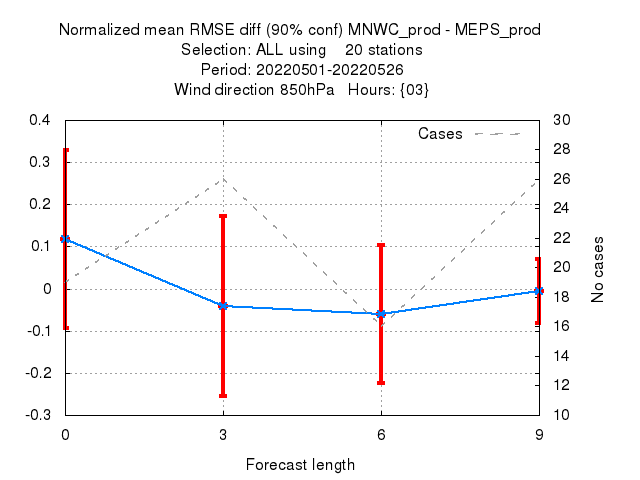 Normalized mean RMSE diff (90% conf) MNWC_prod - MEPS_prod
Selection: ALL using    20 stations
Period: 20220501-20220526
Wind direction 850hPa   Hours: {03}
Cases
0.4
0.3
0.2
0.1
0
-0.1
-0.2
-0.3
30
28
26
24
22
20
18
16
14
12
10
No cases
0 3 6 9
Forecast length